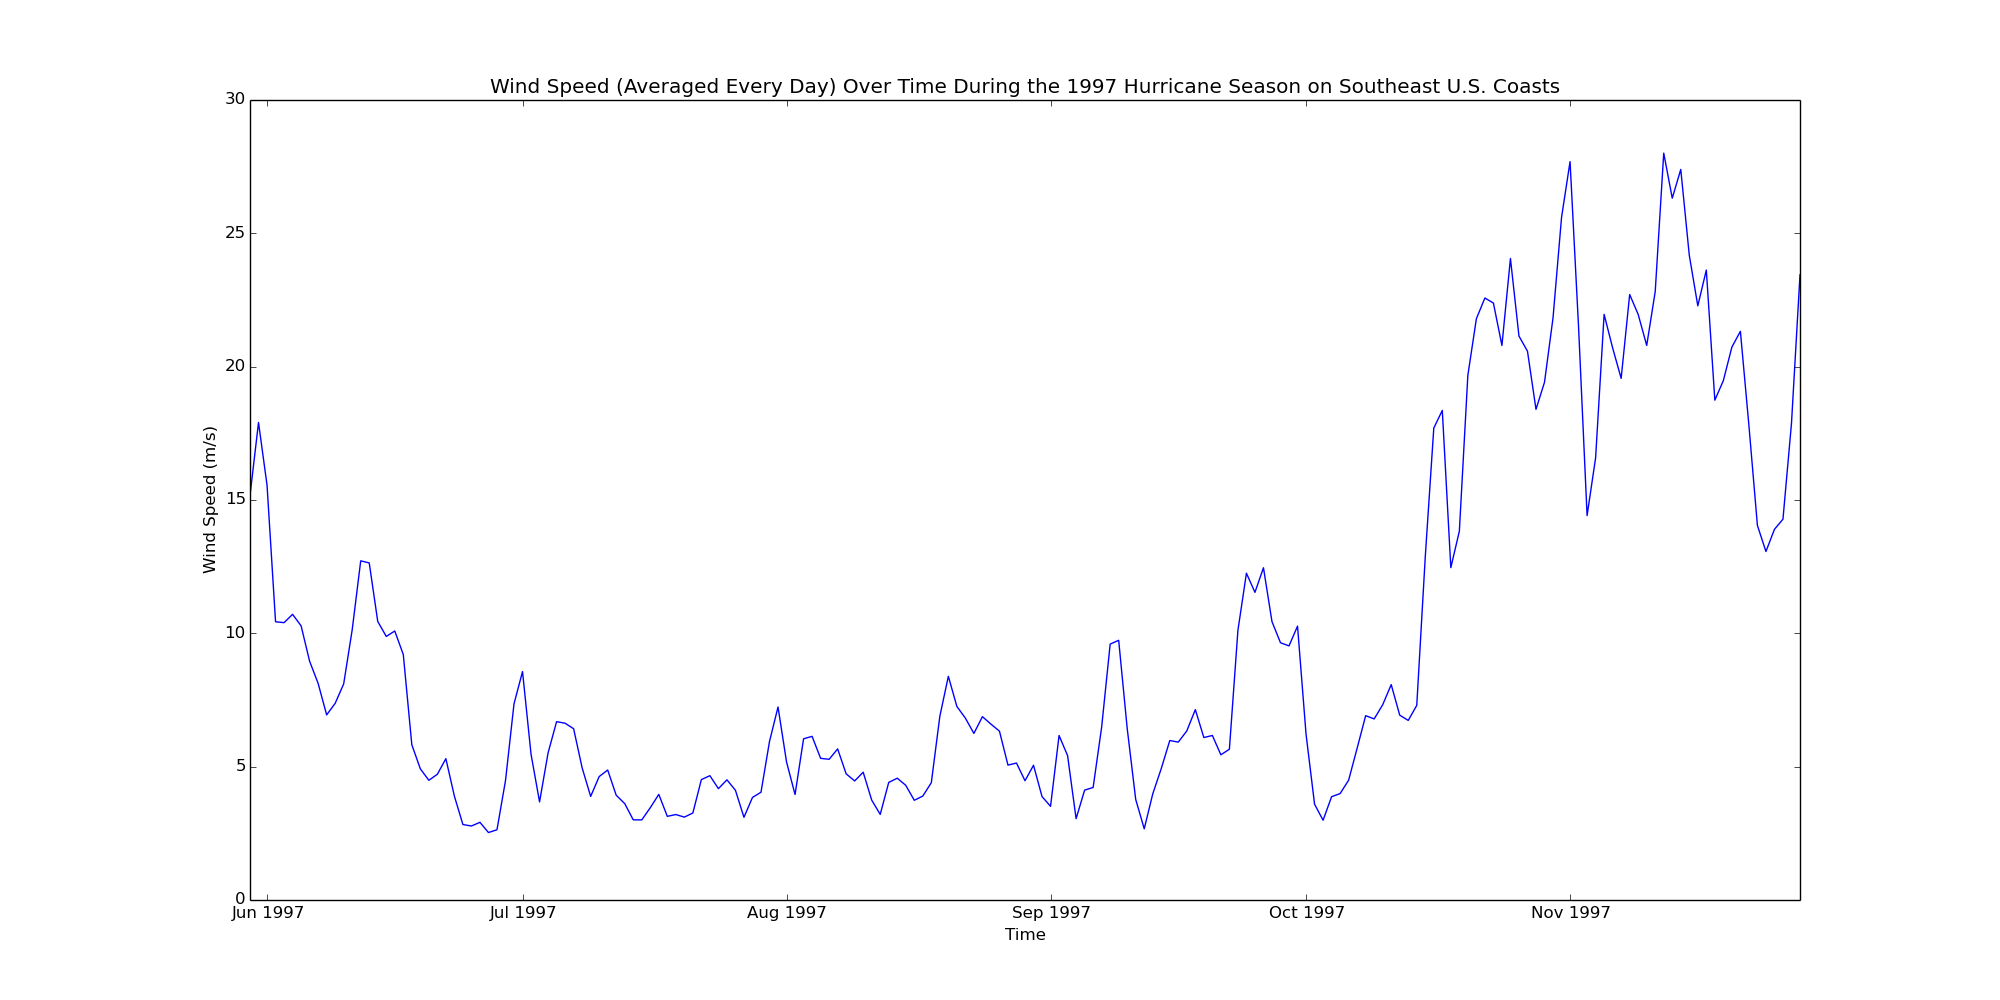 Wind Speed (Averaged Every Day) Over Time During the 1997 Hurricane Season on Southeast U.S. Coasts
30
25
20
15
10
5
0
Wind Speed (m/s)
Jun 1997 Jul 1997 Aug 1997 Sep 1997 Oct 1997 Nov 1997
Time